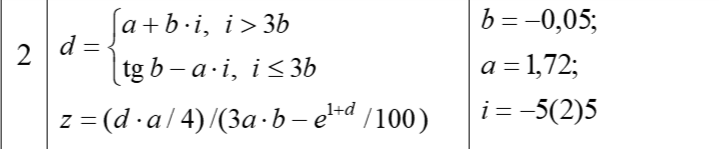 2
d = { a + b · i, i > 3b
tg b − a · i, i ≤ 3b
z = (d · a / 4) /(3a · b − e^{1+d} /100)
b = −0,05;
a = 1,72;
i = −5(2)5